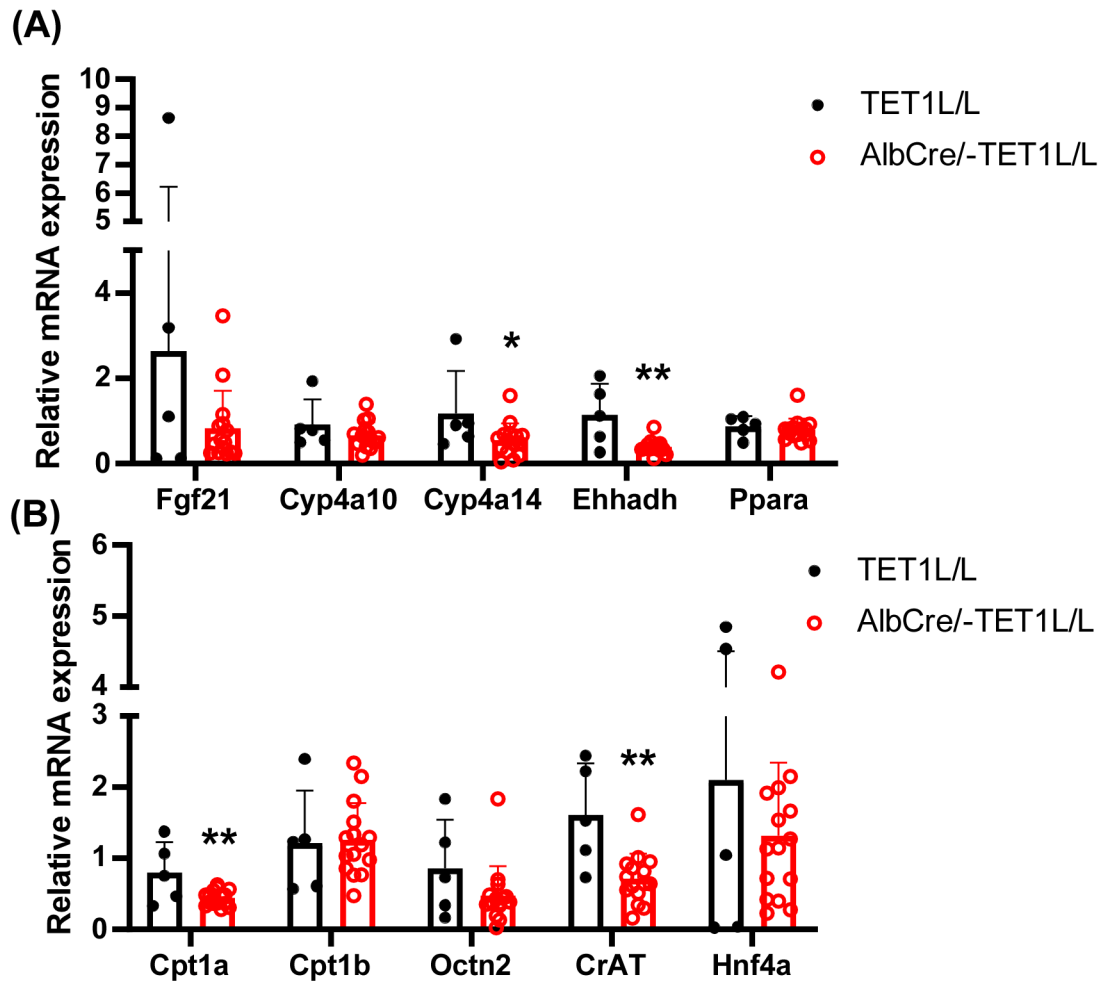 (A)
Relative mRNA expression
10
9
8
7
6
5
4
2
0
TET1L/L
AlbCre/-TET1L/L
*
**
Fgf21 Cyp4a10 Cyp4a14 Ehhadh Ppara
(B)
Relative mRNA expression
6
5
4
3
2
1
0
TET1L/L
AlbCre/-TET1L/L
**
**
Cpt1a Cpt1b Octn2 CrAT Hnf4a